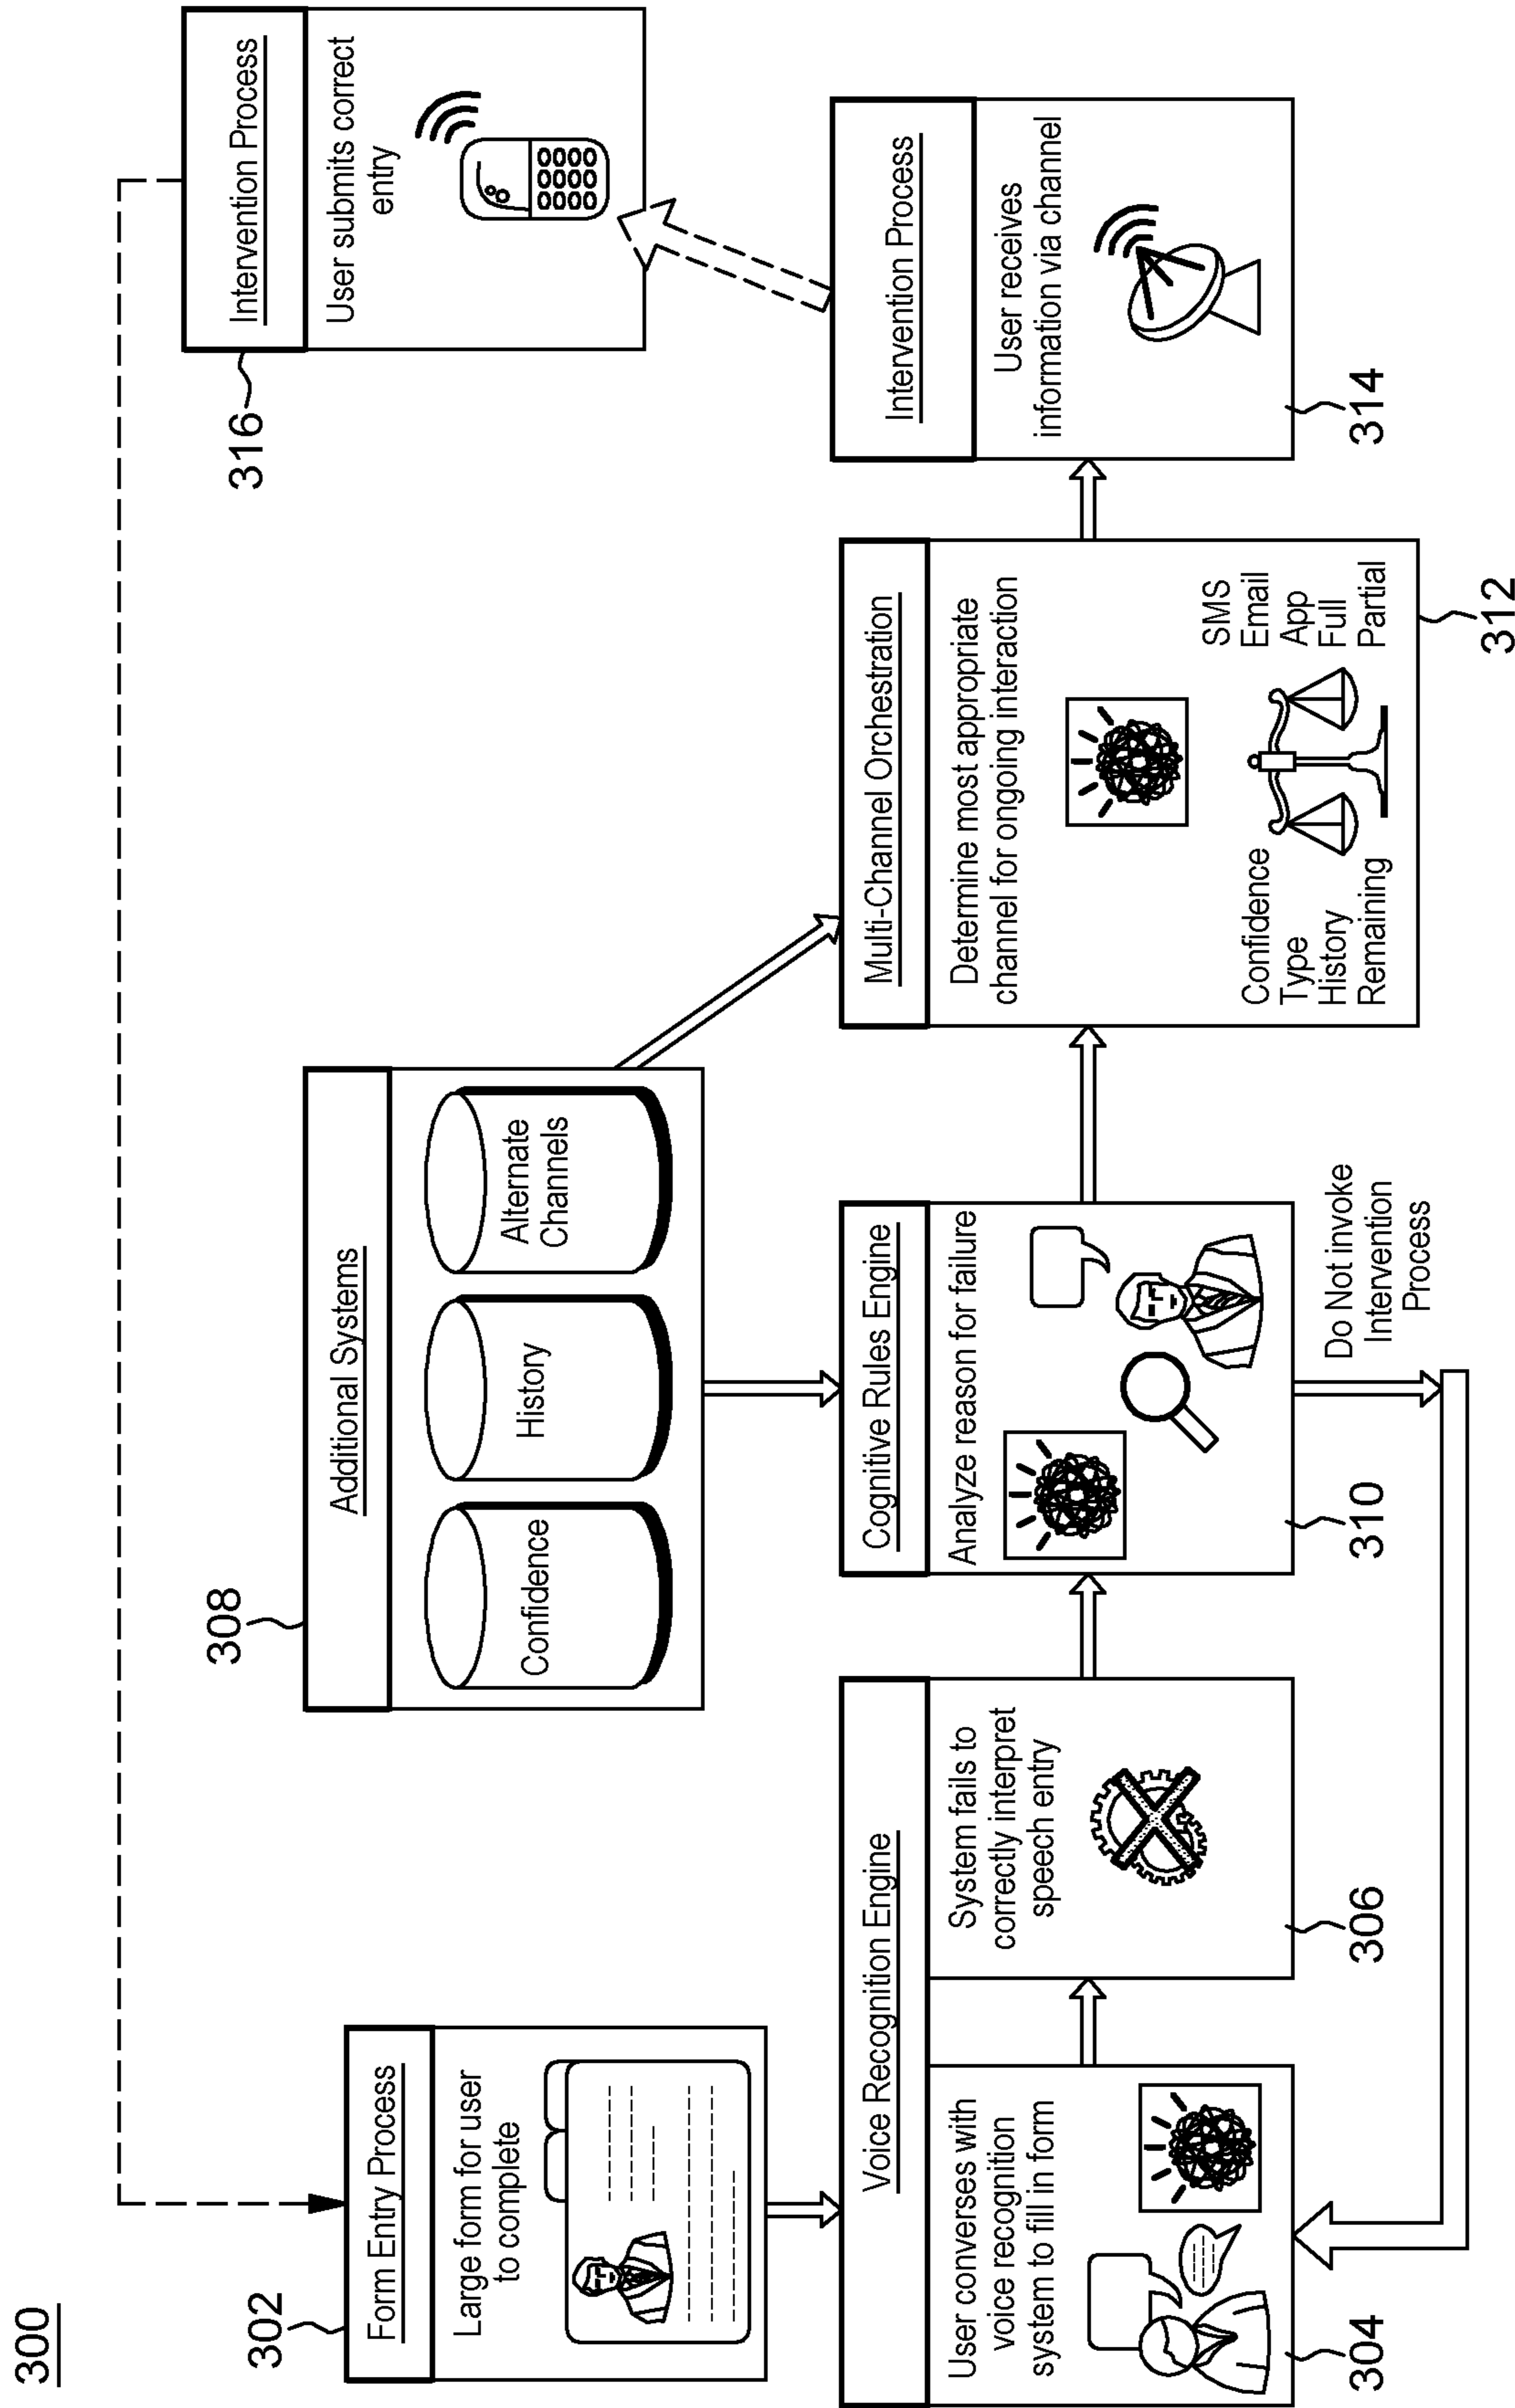 300
302
Form Entry Process
Large form for user
to complete
308
Additional Systems
Confidence
History
Alternate
Channels
316
Intervention Process
User submits correct
entry
Voice Recognition Engine
User converses with
voice recognition
system to fill in form
304
System fails to
correctly interpret
speech entry
306
Cognitive Rules Engine
Analyze reason for failure
310
Do Not invoke
Intervention
Process
Multi-Channel Orchestration
Determine most appropriate
channel for ongoing interaction
Confidence
Type
History
Remaining
SMS
Email
App
Full
Partial
312
Intervention Process
User receives
information via channel
314